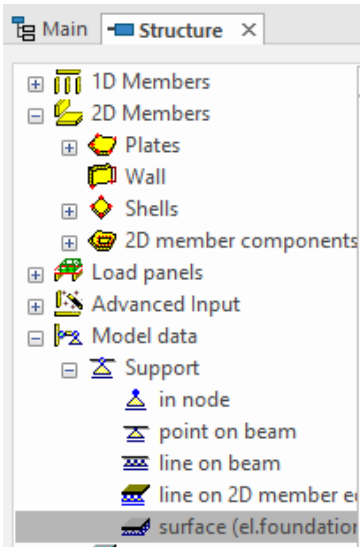 Main Structure ×
1D Members
2D Members
Plates
Wall
Shells
2D member components
Load panels
Advanced Input
Model data
Support
in node
point on beam
line on beam
line on 2D member e
surface (el.foundation